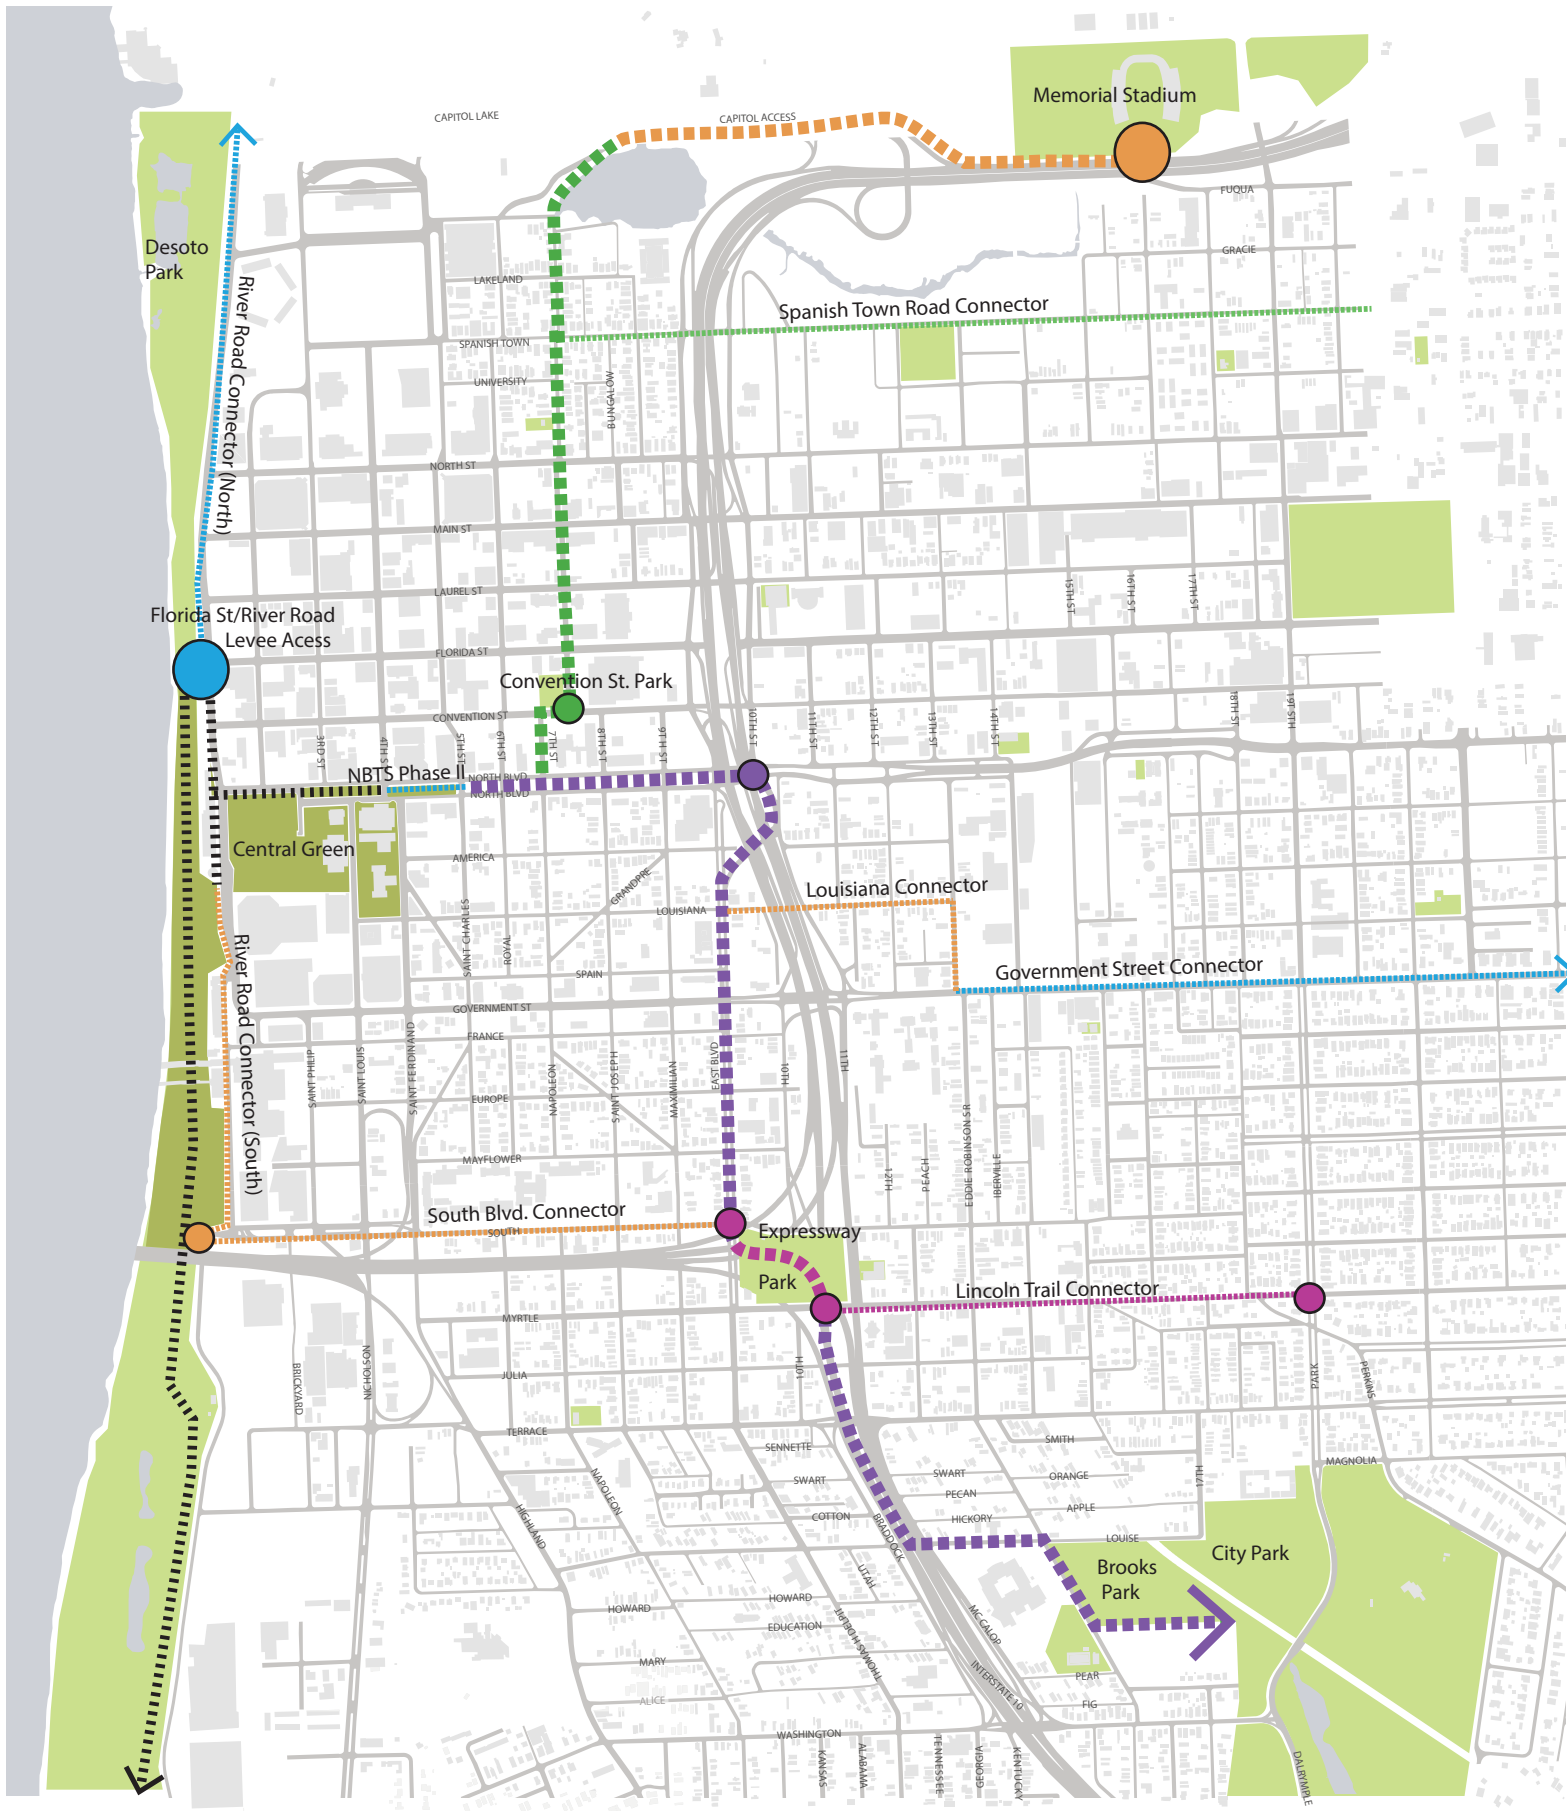 Memorial Stadium
CAPITOL LAKE
CAPITOL ACCESS
FUQUA
Desoto
Park
GRACIE
LAKELAND
River Road Connector (North)
Spanish Town Road Connector
SPANISH TOWN
UNIVERSITY
BUNGALOW
NORTH ST
MAIN ST
LAUREL ST
15TH ST
16TH ST
17TH ST
Florida St/River Road
Levee Acess
FLORIDA ST
Convention St. Park
CONVENTION ST
3RD ST
4TH S
5TH ST
6TH ST
7TH ST
8TH ST
9TH ST
10TH ST
11TH ST
12TH ST
13TH ST
14TH ST
18TH ST
19T STH
NBTS Phase II
NORTH BLVD
NORTH BLVD
Central Green
AMERICA
GRANDPRE
Louisiana Connector
LOUISIANA
SAINT CHARLES
ROYAL
River Road Connector (South)
SPAIN
Government Street Connector
GOVERNMENT ST
FRANCE
SAINT PHILIP
SAINT LOUIS
SAINT FERDINAND
NAPOLEON
SAINT JOSEPH
MAXIMILIAN
EAST BLVD
10TH
11TH
EUROPE
MAYFLOWER
12TH
PEACH
EDDIE ROBINSON SR
IBERVILLE
South Blvd. Connector
SOUTH
Expressway
Park
Lincoln Trail Connector
MYRTLE
BRICKYARD
NICHOLSON
JULIA
10TH
PARK
PERKINS
TERRACE
SENNETTE
SMITH
MAGNOLIA
SWART
SWART
ORANGE
17TH
NAPOLEON
PECAN
APPLE
HIGHLAND
COTTON
BRADDOCK
HICKORY
LOUISE
City Park
Brooks
Park
UTAH
HOWARD
HOWARD
EDUCATION
THOMAS H DELPIT
MC CALOP
MARY
INTERSTATE 10
PEAR
ALICE
FIG
WASHINGTON
KANSAS
ALABAMA
TENNESSEE
GEORGIA
KENTUCKY
DALRYMPLE